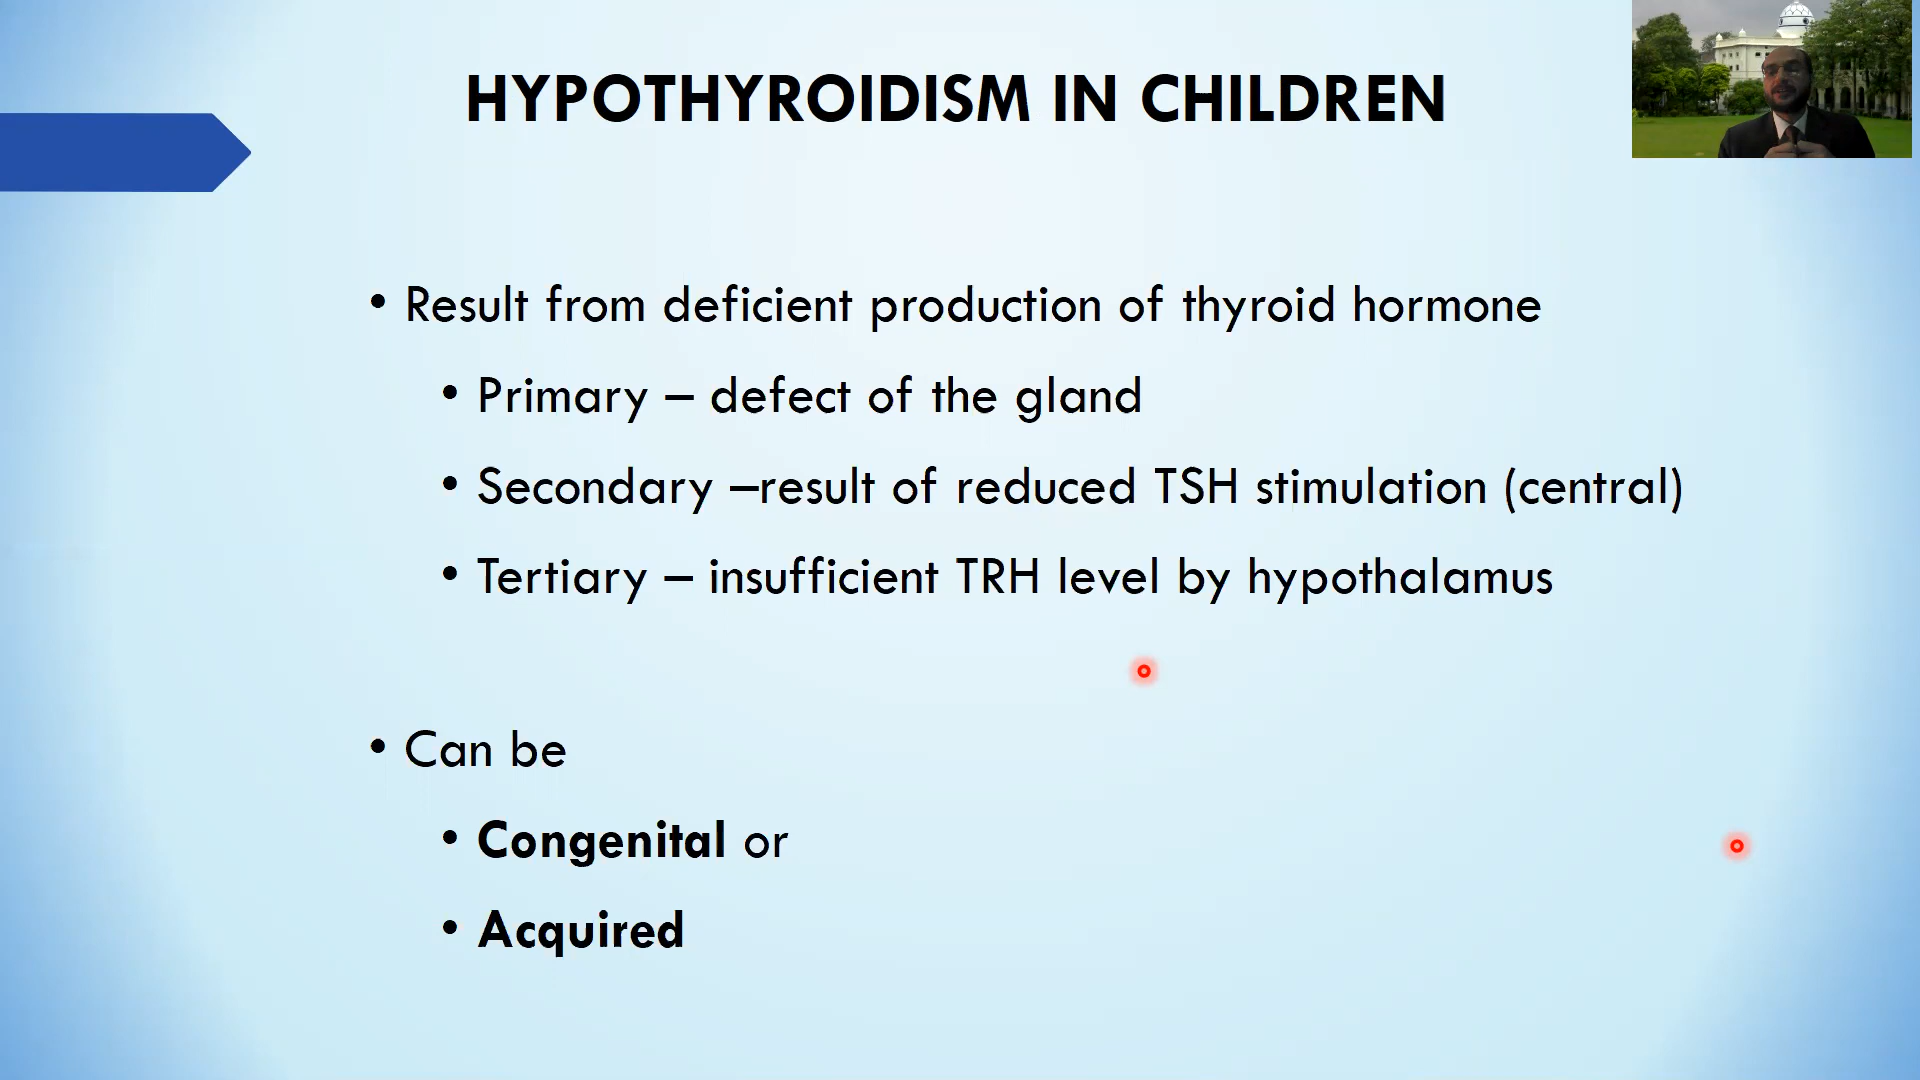 HYPOTHYROIDISM IN CHILDREN
• Result from deficient production of thyroid hormone
• Primary – defect of the gland
• Secondary –result of reduced TSH stimulation (central)
• Tertiary – insufficient TRH level by hypothalamus
• Can be
• Congenital or
• Acquired